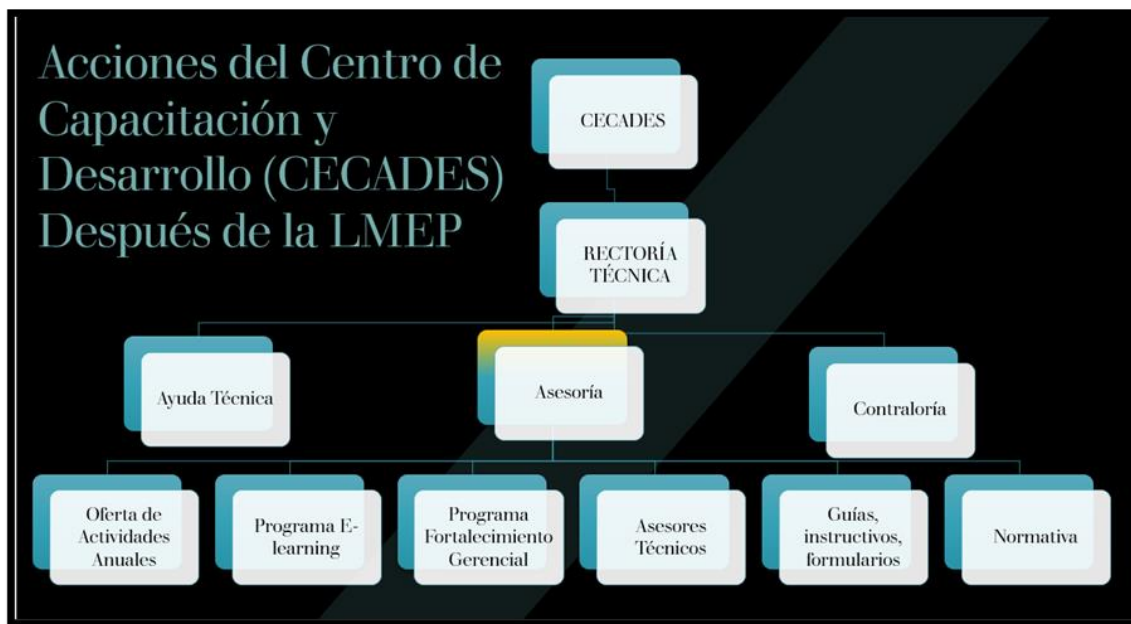 Acciones del Centro de
Capacitación y
Desarrollo (CECADES)
Después de la LMEP
CECADES
RECTORÍA
TÉCNICA
Ayuda Técnica
Asesoría
Contraloría
Oferta de
Actividades
Anuales
Programa E-
learning
Programa
Fortalecimiento
Gerencial
Asesores
Técnicos
Guías,
instructivos,
formularios
Normativa